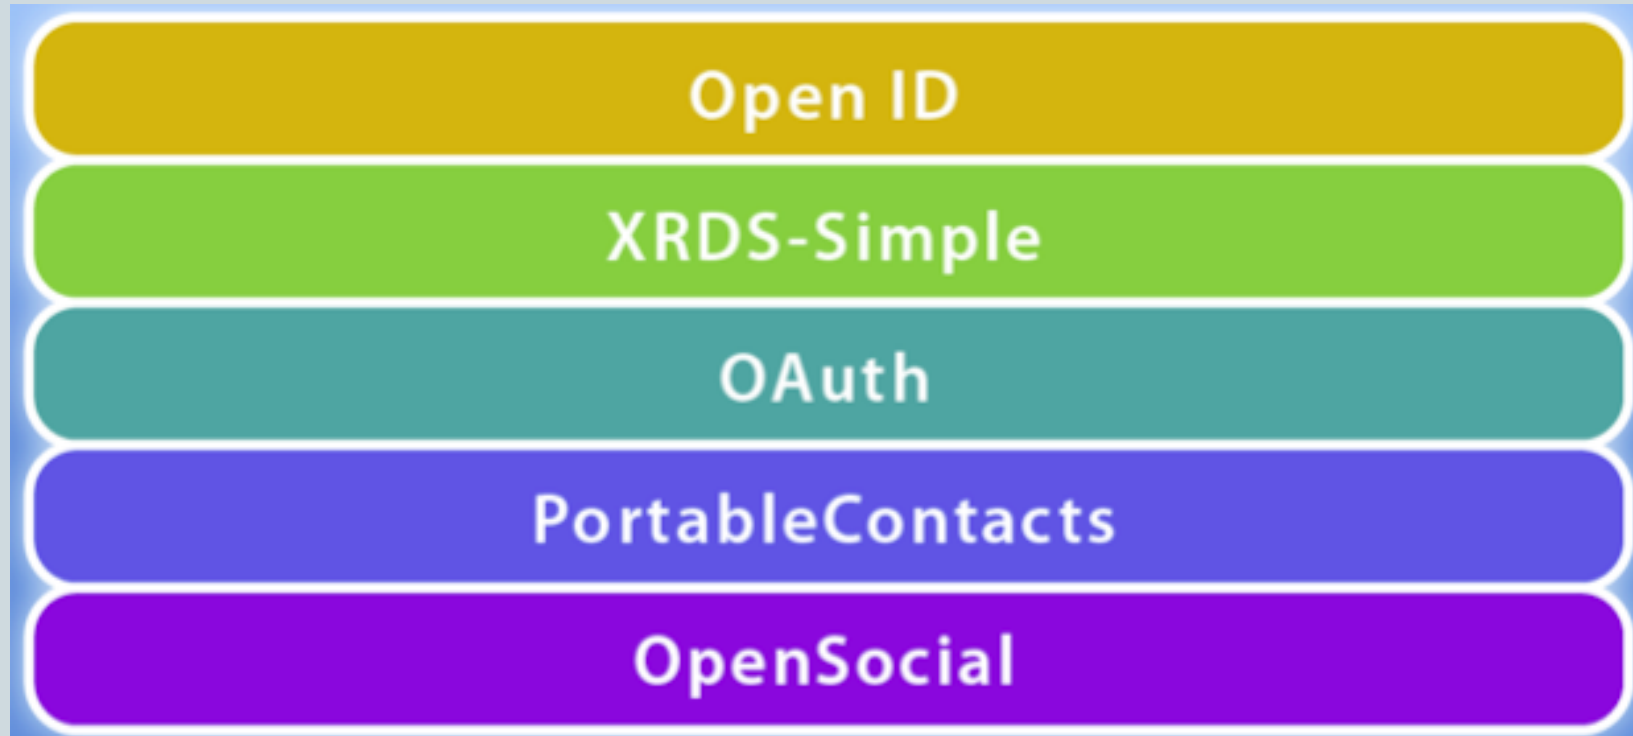 Open ID
XRDS-Simple
OAuth
PortableContacts
OpenSocial